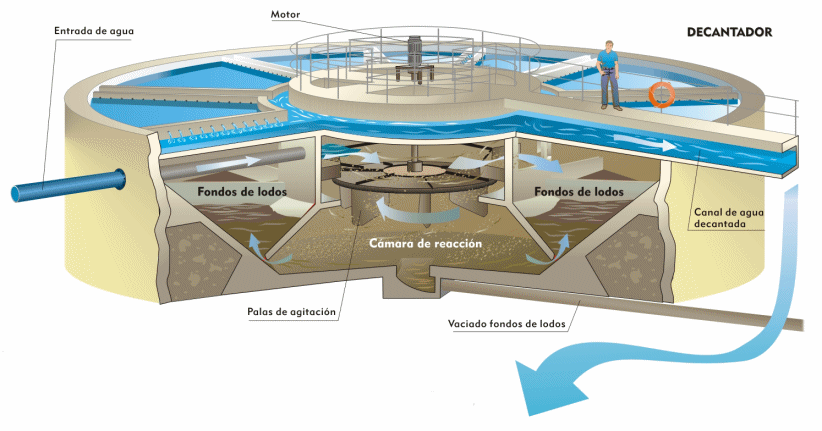 Motor
DECANTADOR
Entrada de agua
Fondos de lodos
Fondos de lodos
Canal de agua
decantada
Cámara de reacción
Palas de agitación
Vaciado fondos de lodos